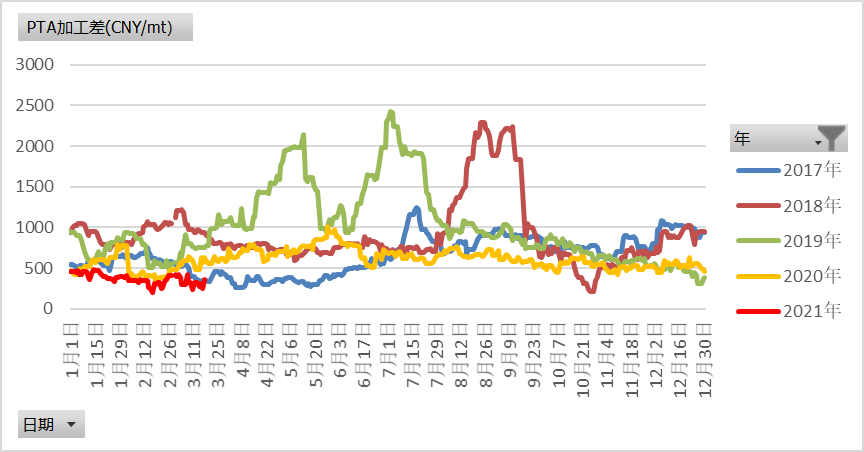 PTA加工差(CNY/mt)
3000
2500
2000
1500
1000
500
0
1月1日
1月15日
1月29日
2月12日
2月26日
3月11日
3月25日
4月8日
4月22日
5月6日
5月20日
6月3日
6月17日
7月1日
7月15日
7月29日
8月12日
8月26日
9月9日
9月23日
10月7日
10月21日
11月4日
11月18日
12月2日
12月16日
12月30日
年
2017年
2018年
2019年
2020年
2021年
日期